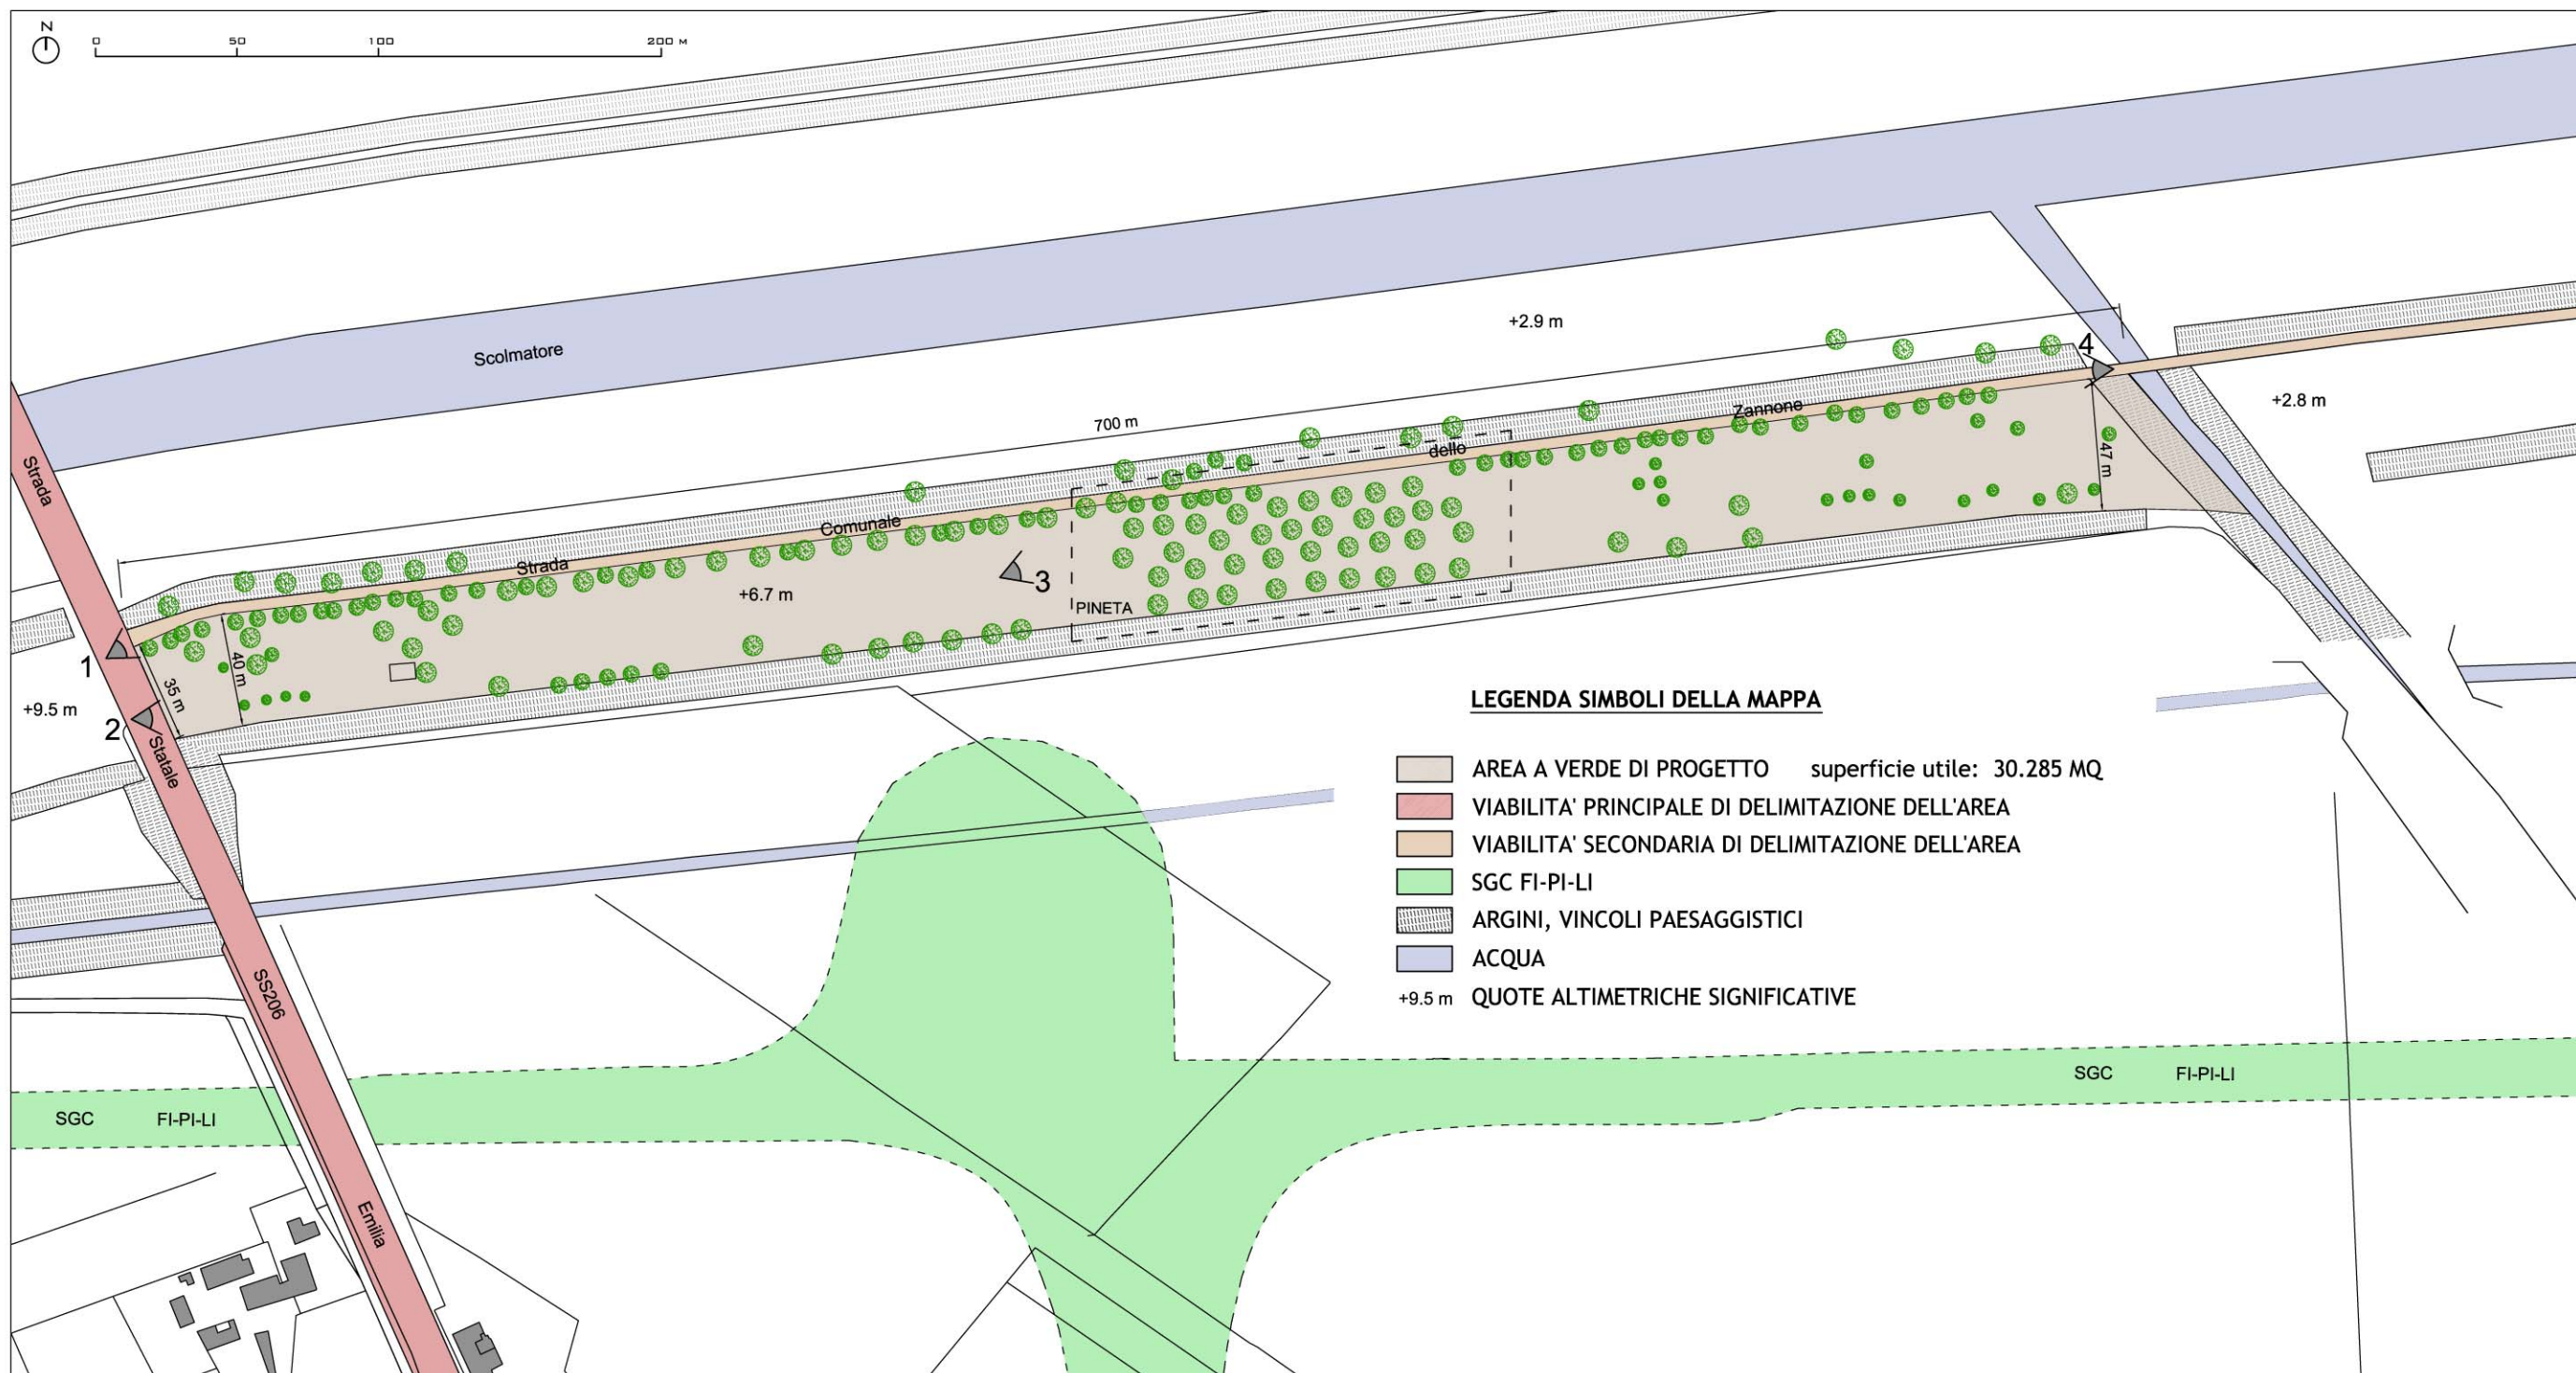 N
0 50 100 200 M
Scolmatore
+2.9 m
4
+2.8 m
700 m
Strada Comunale dello Zannone
47 m
Strada Statale SS206 Emilia
+6.7 m
3
PINETA
1
40 m
35 m
+9.5 m
2
LEGENDA SIMBOLI DELLA MAPPA
AREA A VERDE DI PROGETTO superficie utile: 30.285 MQ
VIABILITA' PRINCIPALE DI DELIMITAZIONE DELL'AREA
VIABILITA' SECONDARIA DI DELIMITAZIONE DELL'AREA
SGC FI-PI-LI
ARGINI, VINCOLI PAESAGGISTICI
ACQUA
+9.5 m QUOTE ALTIMETRICHE SIGNIFICATIVE
SGC FI-PI-LI
SGC FI-PI-LI